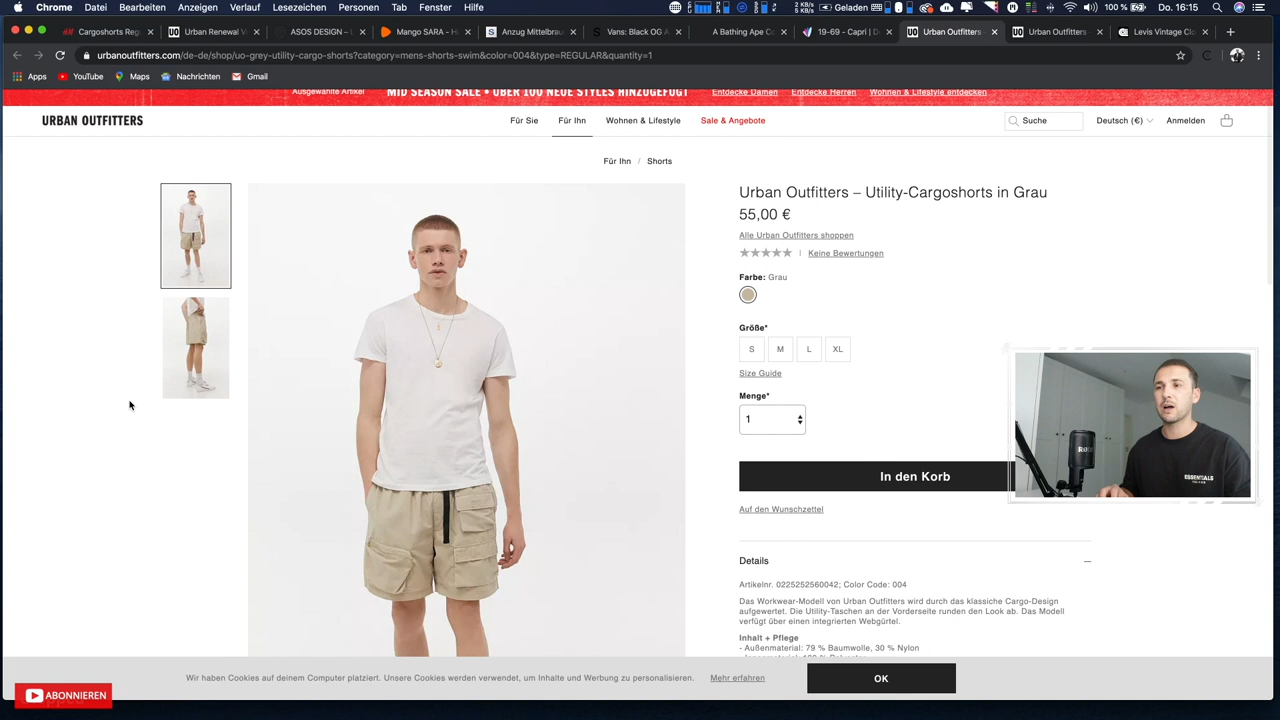 Chrome Datei Bearbeiten Anzeigen Verlauf Lesezeichen Personen Tab Fenster Hilfe
Geladen 100 %
Cargoshorts Reg
Urban Renewal V
ASOS DESIGN –
Mango SARA - H
Anzug Mittelbrau
Vans: Black OG A
A Bathing Ape Co
19-69 - Capri | D
Urban Outfitters
Urban Outfitters
Levis Vintage Cl
urbanoutfitters.com/de-de/shop/uo-grey-utility-cargo-shorts?category=mens-shorts-swim&color=004&type=REGULAR&quantity=1
Apps YouTube Maps Nachrichten Gmail
Ausgewählte Artikel MID SEASON SALE • ÜBER 100 NEUE STYLES HINZUGEFÜGT Entdecke Damen Entdecke Herren Wohnen & Lifestyle entdecken
URBAN OUTFITTERS Für Sie Für Ihn Wohnen & Lifestyle Sale & Angebote Suche Deutsch (€) Anmelden
Für Ihn / Shorts
Urban Outfitters – Utility-Cargoshorts in Grau
55,00 €
Alle Urban Outfitters shoppen
★★★★★ | Keine Bewertungen
Farbe: Grau
Größe*
S M L XL
Size Guide
Menge*
1
In den Korb
Auf den Wunschzettel
Details
Artikelnr. 0225252560042; Color Code: 004
Das Workwear-Modell von Urban Outfitters wird durch das klassiche Cargo-Design
aufgewertet. Die Utility-Taschen an der Vorderseite runden den Look ab. Das Modell
verfügt über einen integrierten Webgürtel.
Inhalt + Pflege
- Außenmaterial: 79 % Baumwolle, 30 % Nylon
ESSENTIALS
Wir haben Cookies auf deinem Computer platziert. Unsere Cookies werden verwendet, um Inhalte und Werbung zu personalisieren. Mehr erfahren OK
ABONNIEREN